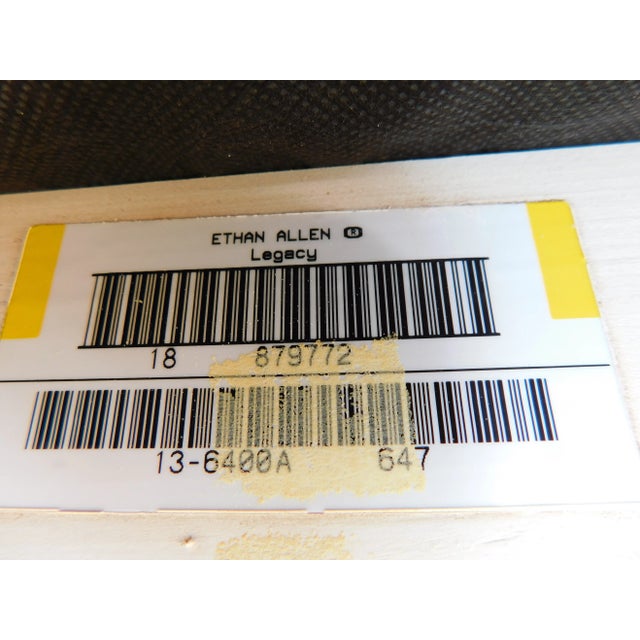 ETHAN ALLEN ®
Legacy
18 879772
13-6400A 647